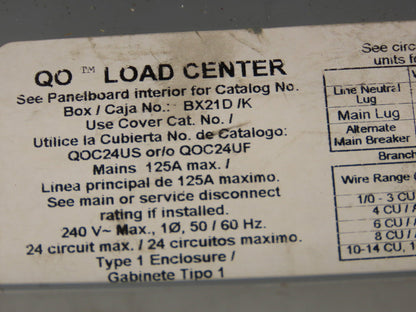 QO™ LOAD CENTER
See Panelboard interior for Catalog No.
Box / Caja No.: BX21D /K
Use Cover Cat. No. /
Utilice la Cubierta No. de Catalogo:
QOC24US or/o QOC24UF
Mains 125A max. /
Linea principal de 125A maximo.
See main or service disconnect
rating if installed.
240 V~ Max., 1Ø, 50 / 60 Hz.
24 circuit max. / 24 circuitos maximo.
Type 1 Enclosure /
Gabinete Tipo 1
See circ
units fo
Line Neutral
Lug
Main Lug
Alternate
Main Breaker
Branch
Wire Range (
1/0 - 3 CU
4 CU / A
6 CU / A
8 CU / A
10-14 CU, 1